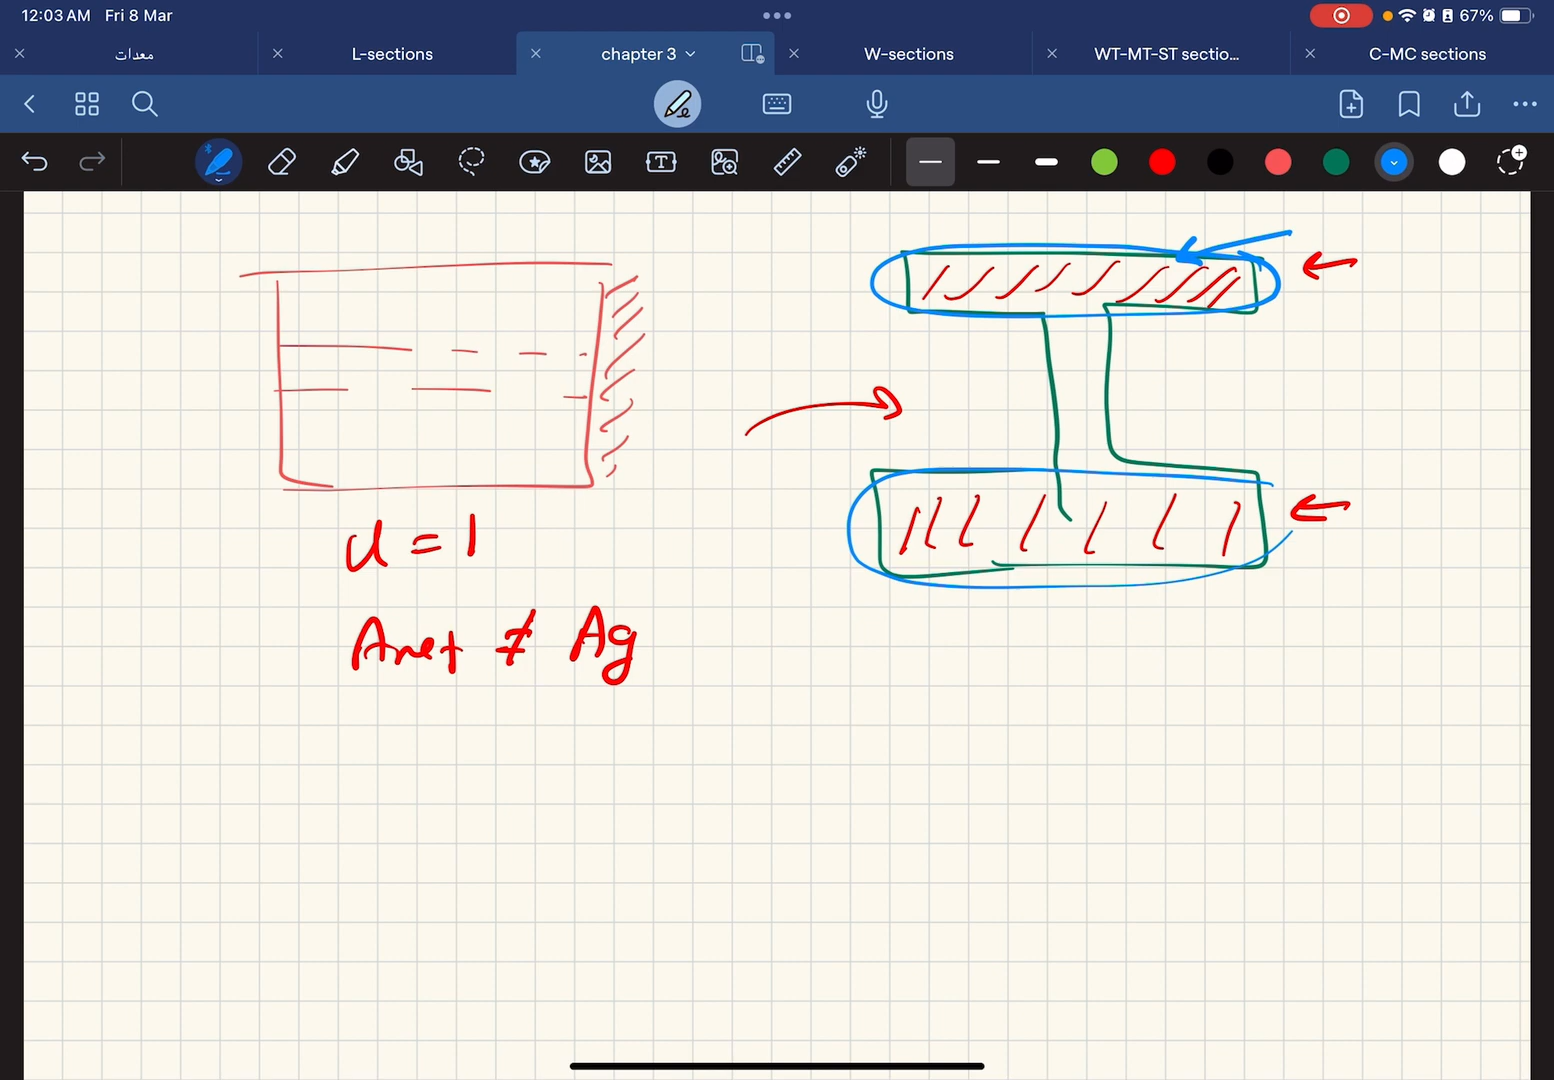 12:03 AM Fri 8 Mar
67%
معدات
L-sections
chapter 3
W-sections
WT-MT-ST sectio...
C-MC sections
U = 1
Anet ≠ Ag